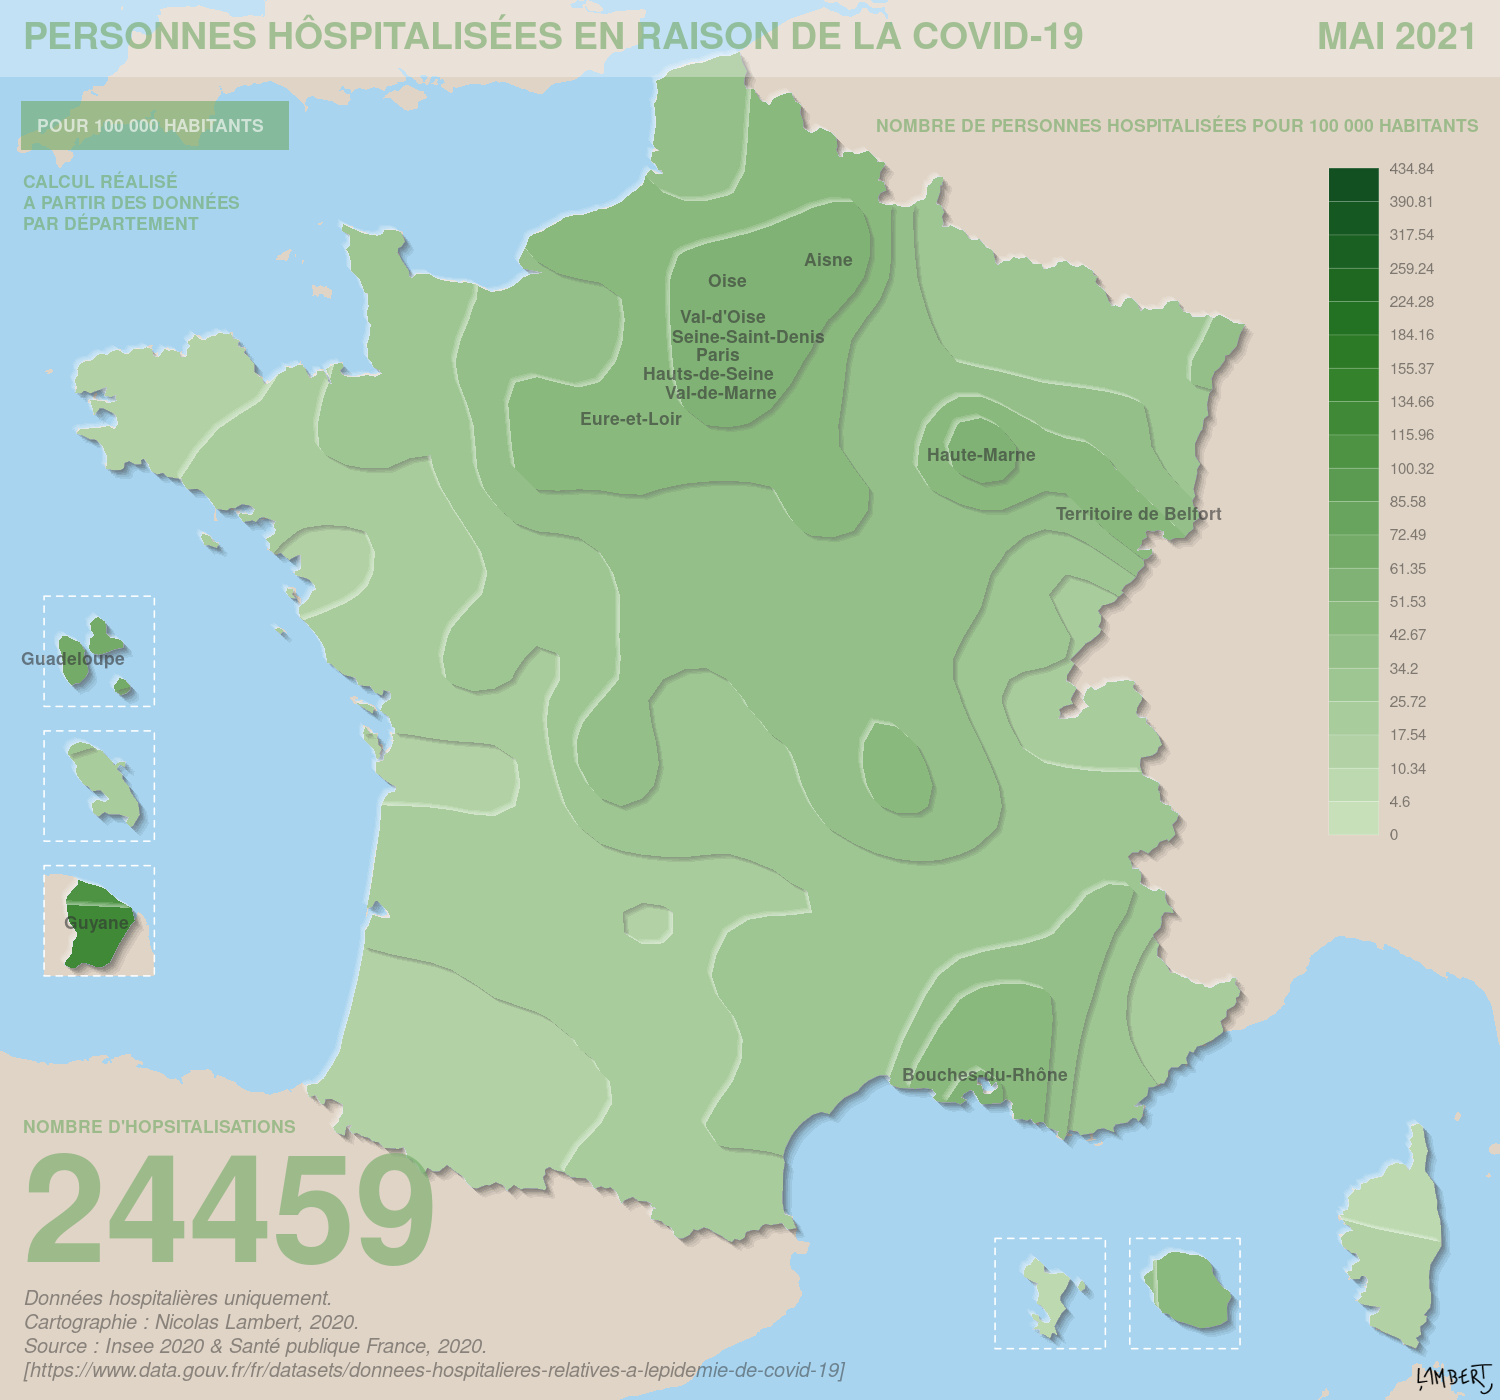 PERSONNES HÔSPITALISÉES EN RAISON DE LA COVID-19
MAI 2021
POUR 100 000 HABITANTS
CALCUL RÉALISÉ
A PARTIR DES DONNÉES
PAR DÉPARTEMENT
NOMBRE DE PERSONNES HOSPITALISÉES POUR 100 000 HABITANTS
434.84
390.81
317.54
259.24
224.28
184.16
155.37
134.66
115.96
100.32
85.58
72.49
61.35
51.53
42.67
34.2
25.72
17.54
10.34
4.6
0
Aisne
Oise
Val-d'Oise
Seine-Saint-Denis
Paris
Hauts-de-Seine
Val-de-Marne
Eure-et-Loir
Haute-Marne
Territoire de Belfort
Guadeloupe
Guyane
Bouches-du-Rhône
NOMBRE D'HOPSITALISATIONS
24459
Données hospitalières uniquement.
Cartographie : Nicolas Lambert, 2020.
Source : Insee 2020 & Santé publique France, 2020.
[https://www.data.gouv.fr/fr/datasets/donnees-hospitalieres-relatives-a-lepidemie-de-covid-19]
LAMBERT